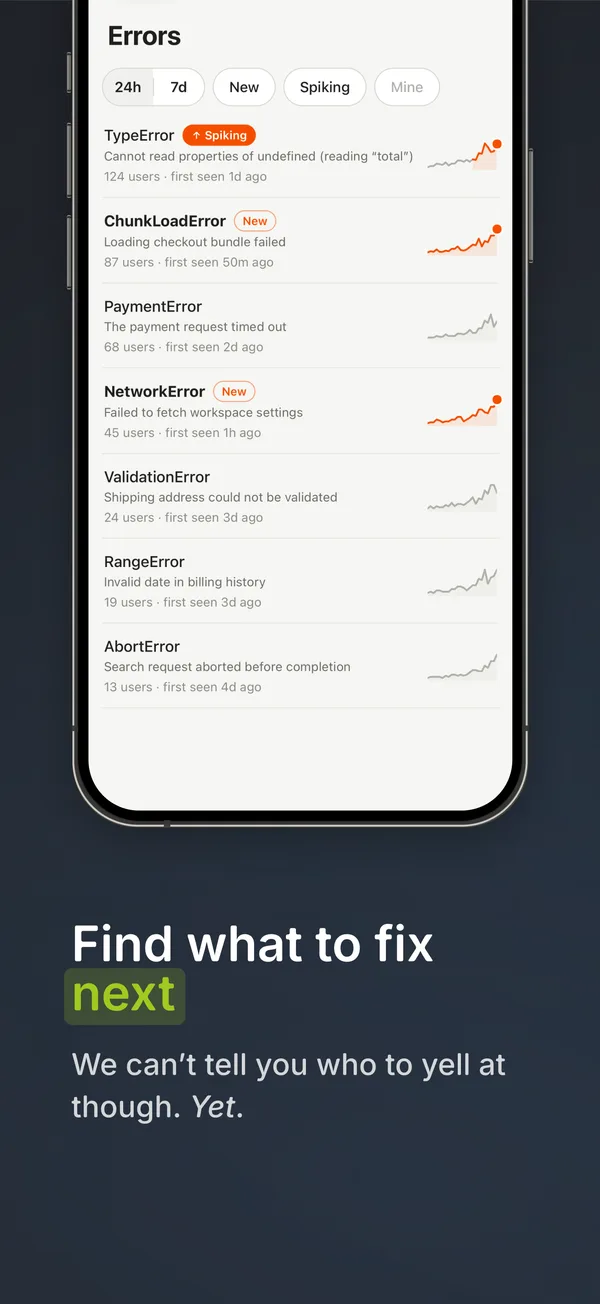 Errors
24h 7d New Spiking Mine
TypeError ↑ Spiking
Cannot read properties of undefined (reading “total”)
124 users · first seen 1d ago
ChunkLoadError New
Loading checkout bundle failed
87 users · first seen 50m ago
PaymentError
The payment request timed out
68 users · first seen 2d ago
NetworkError New
Failed to fetch workspace settings
45 users · first seen 1h ago
ValidationError
Shipping address could not be validated
24 users · first seen 3d ago
RangeError
Invalid date in billing history
19 users · first seen 3d ago
AbortError
Search request aborted before completion
13 users · first seen 4d ago
Find what to fix
next
We can’t tell you who to yell at
though. Yet.